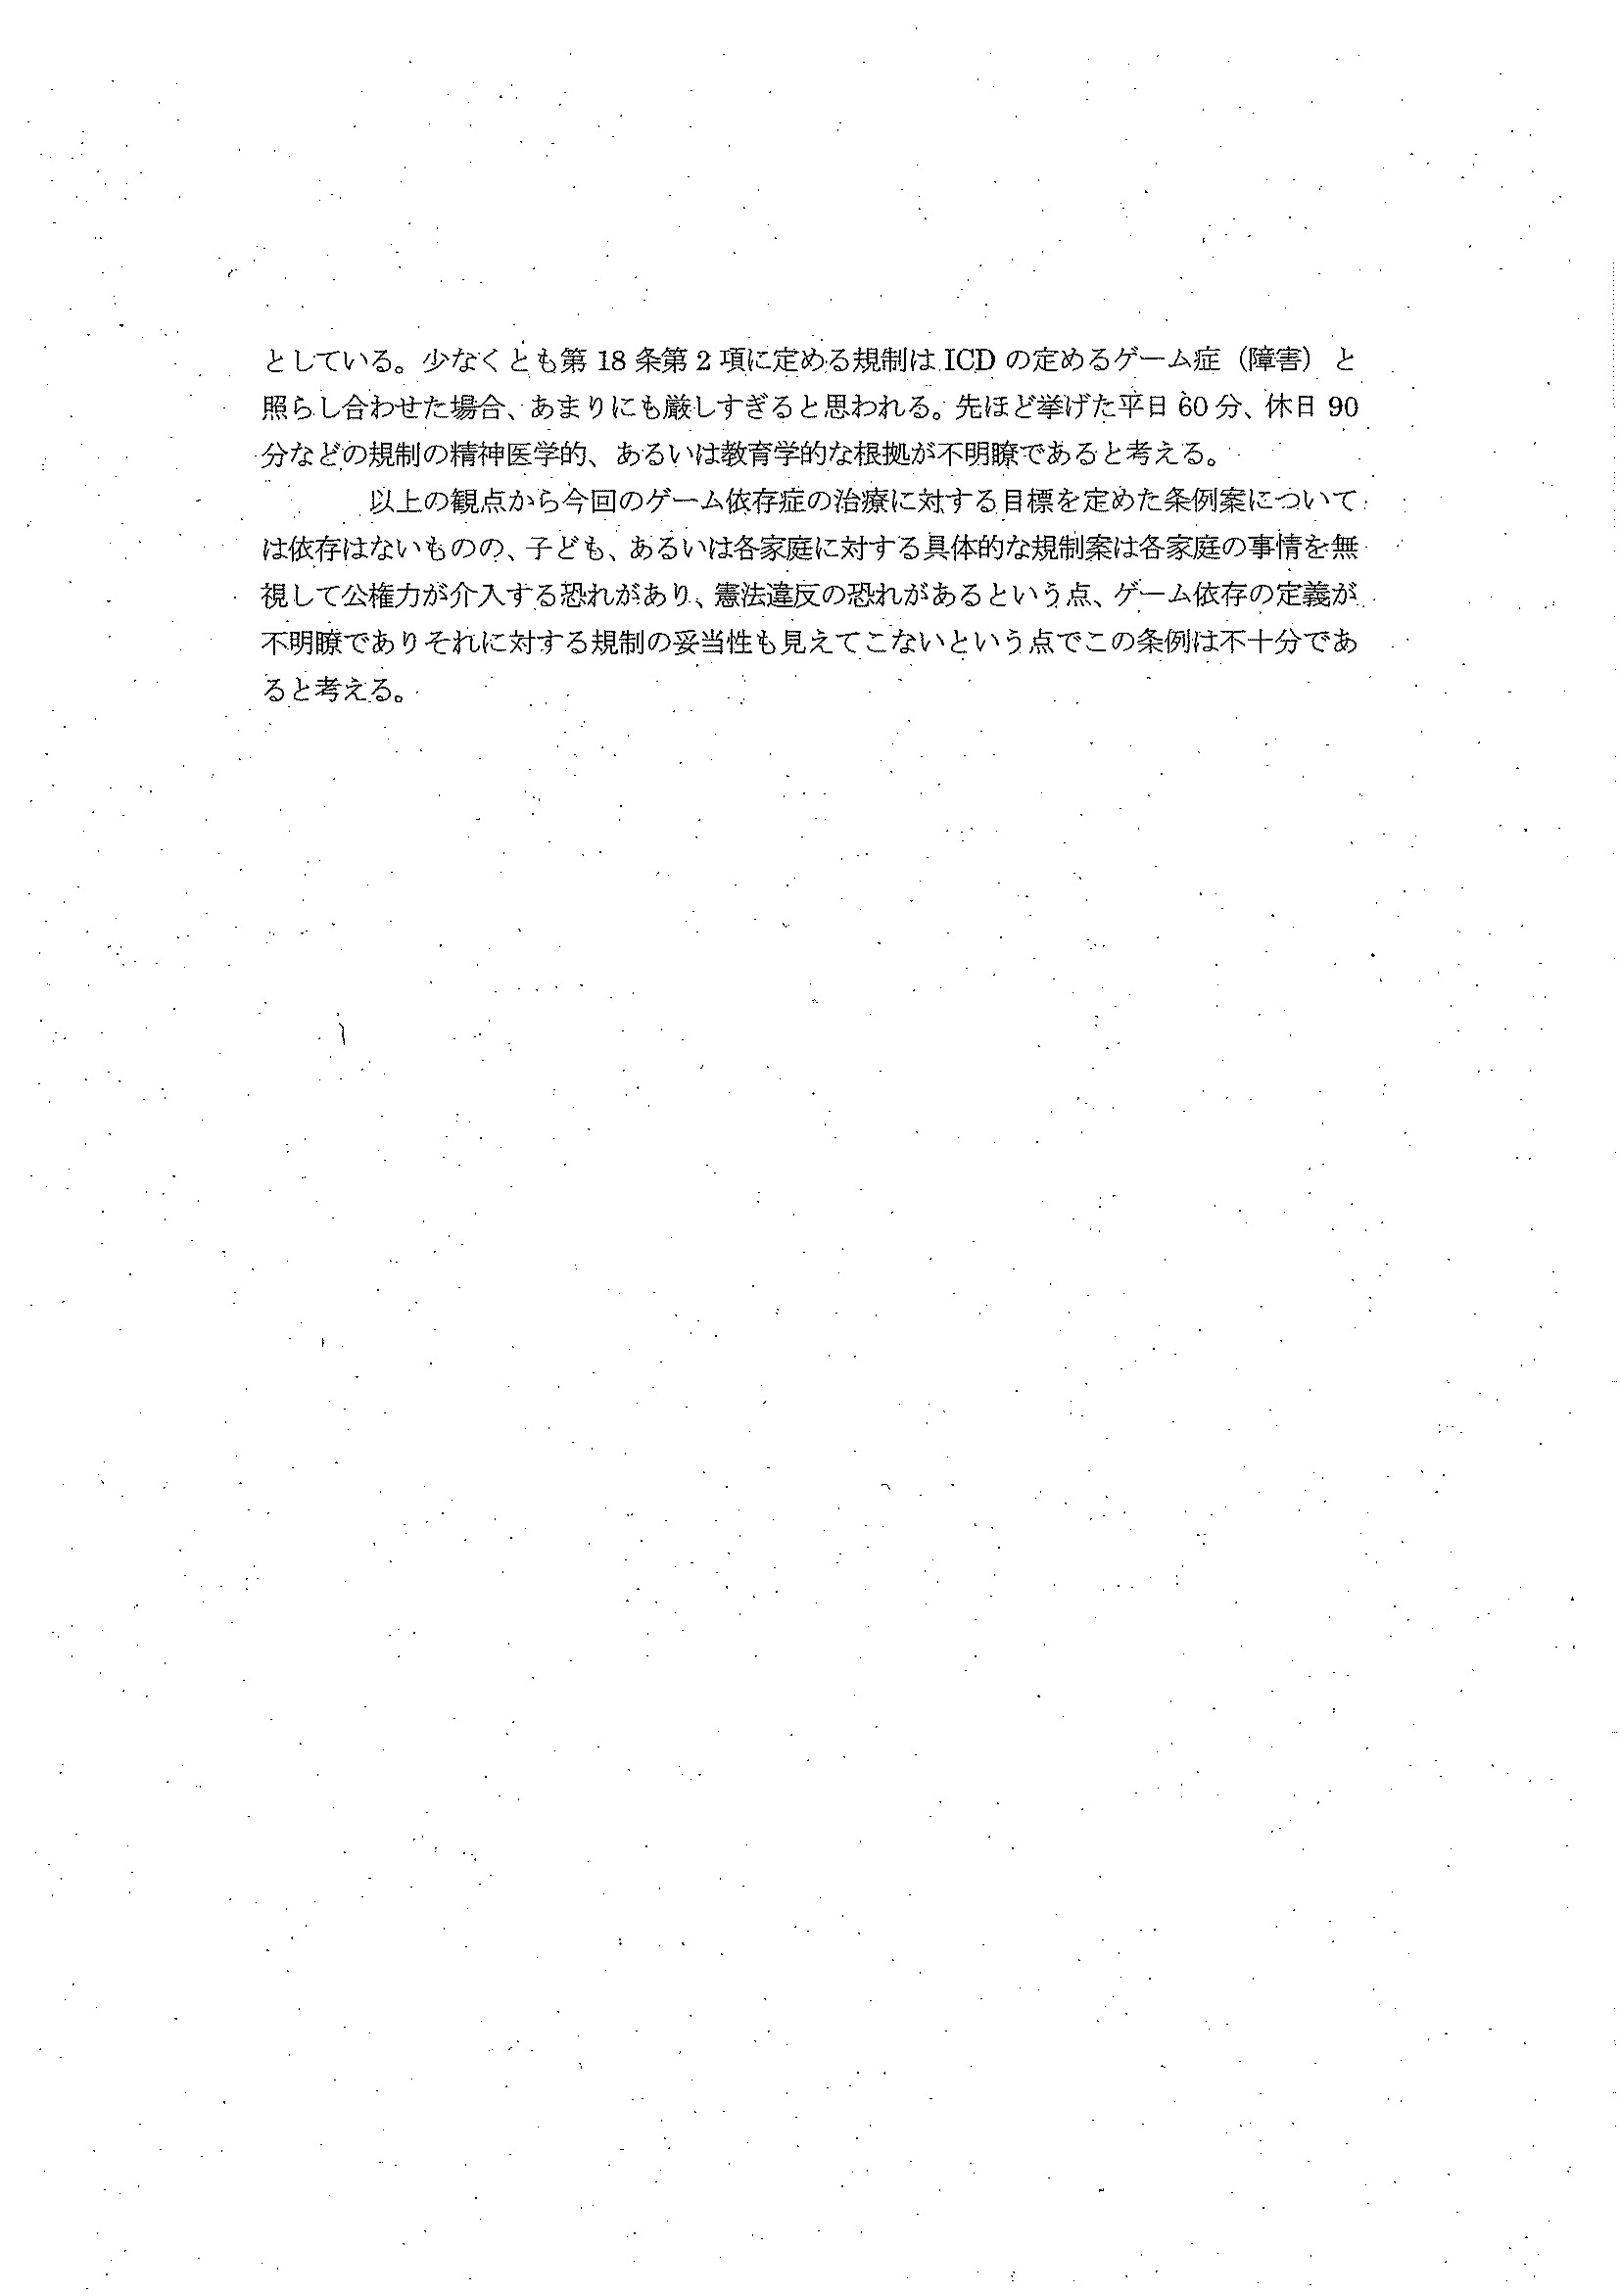 としている。少なくとも第 18 条第 2 項に定める規制は ICD の定めるゲーム症（障害）と
照らし合わせた場合、あまりにも厳しすぎると思われる。先ほど挙げた平日 60 分、休日 90
分などの規制の精神医学的、あるいは教育学的な根拠が不明瞭であると考える。
以上の観点から今回のゲーム依存症の治療に対する目標を定めた条例案について
は依存はないものの、子ども、あるいは各家庭に対する具体的な規制案は各家庭の事情を無
視して公権力が介入する恐れがあり、憲法違反の恐れがあるという点、ゲーム依存の定義が
不明瞭でありそれに対する規制の妥当性も見えてこないという点でこの条例は不十分であ
ると考える。